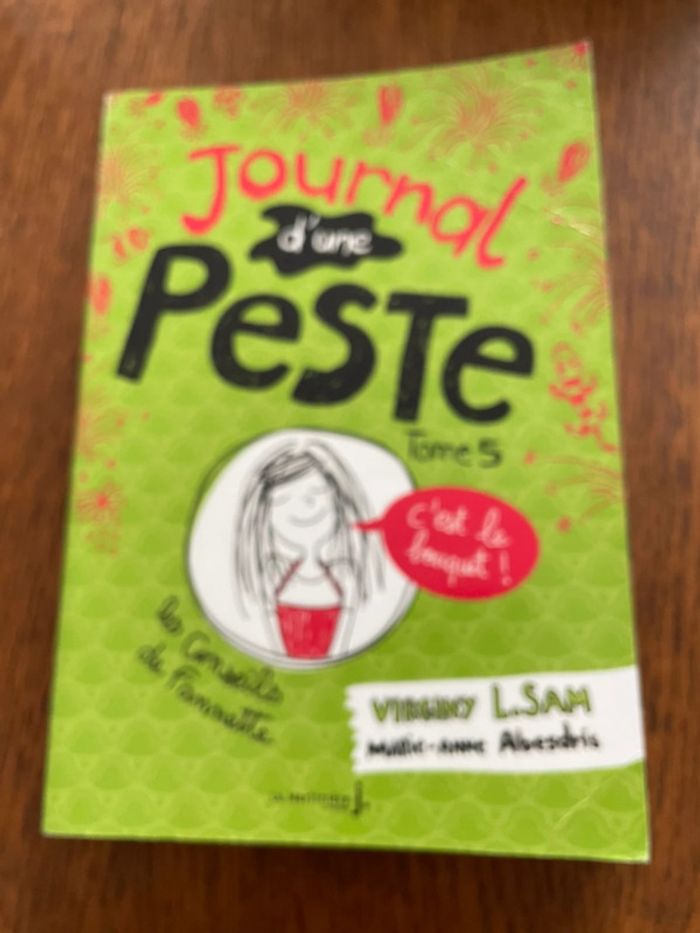 Journal
d'une
Peste
Tome 5
C'est le
bouquet !
les Conseils
de Fannette
VIRGINY L.SAM
MARIE-ANNE Abesdris